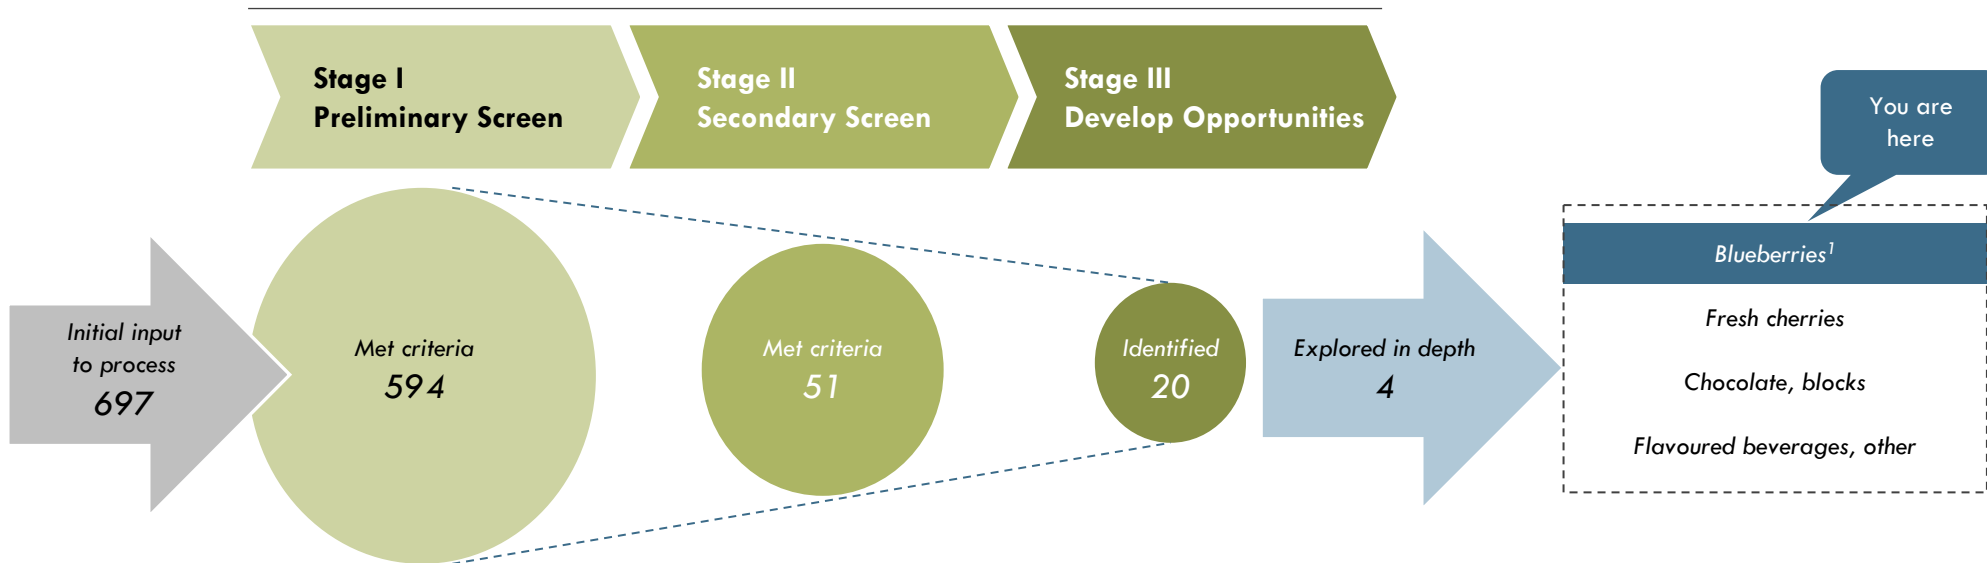 Stage I
Preliminary Screen
Stage II
Secondary Screen
Stage III
Develop Opportunities
You are
here
Initial input
to process
697
Met criteria
594
Met criteria
51
Identified
20
Explored in depth
4
Blueberries¹
Fresh cherries
Chocolate, blocks
Flavoured beverages, other